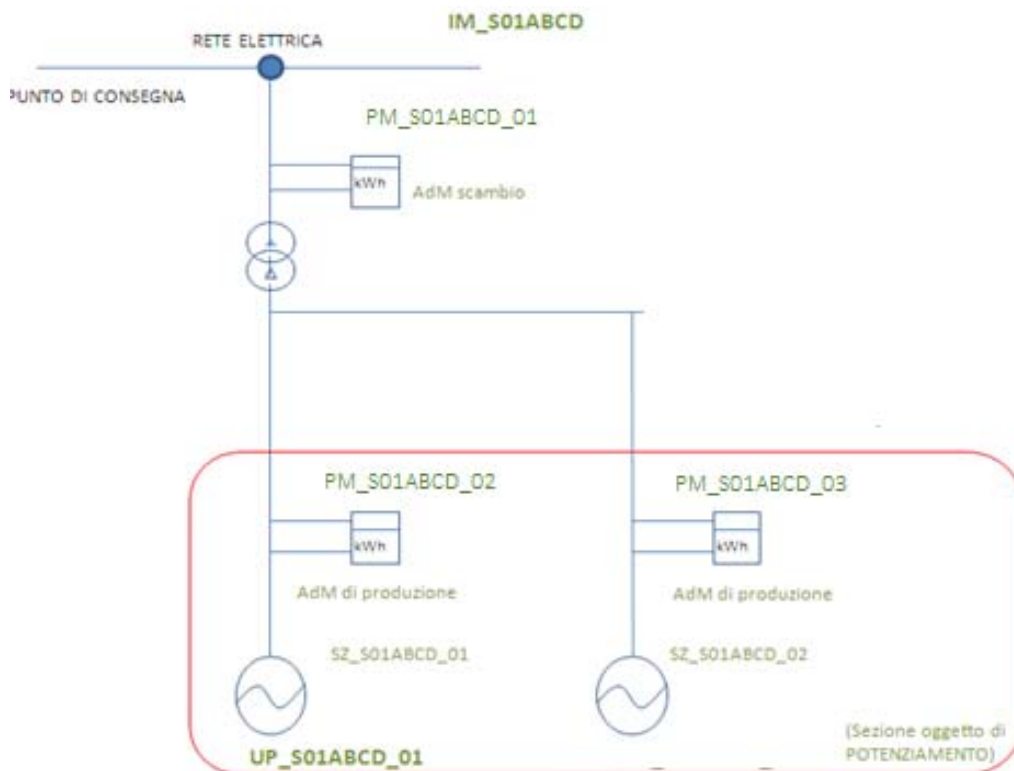 IM_S01ABCD
RETE ELETTRICA
PUNTO DI CONSEGNA
PM_S01ABCD_01
kWh
AdM scambio
PM_S01ABCD_02
PM_S01ABCD_03
kWh
kWh
AdM di produzione
AdM di produzione
SZ_S01ABCD_01
SZ_S01ABCD_02
(Sezione oggetto di
POTENZIAMENTO)
UP_S01ABCD_01